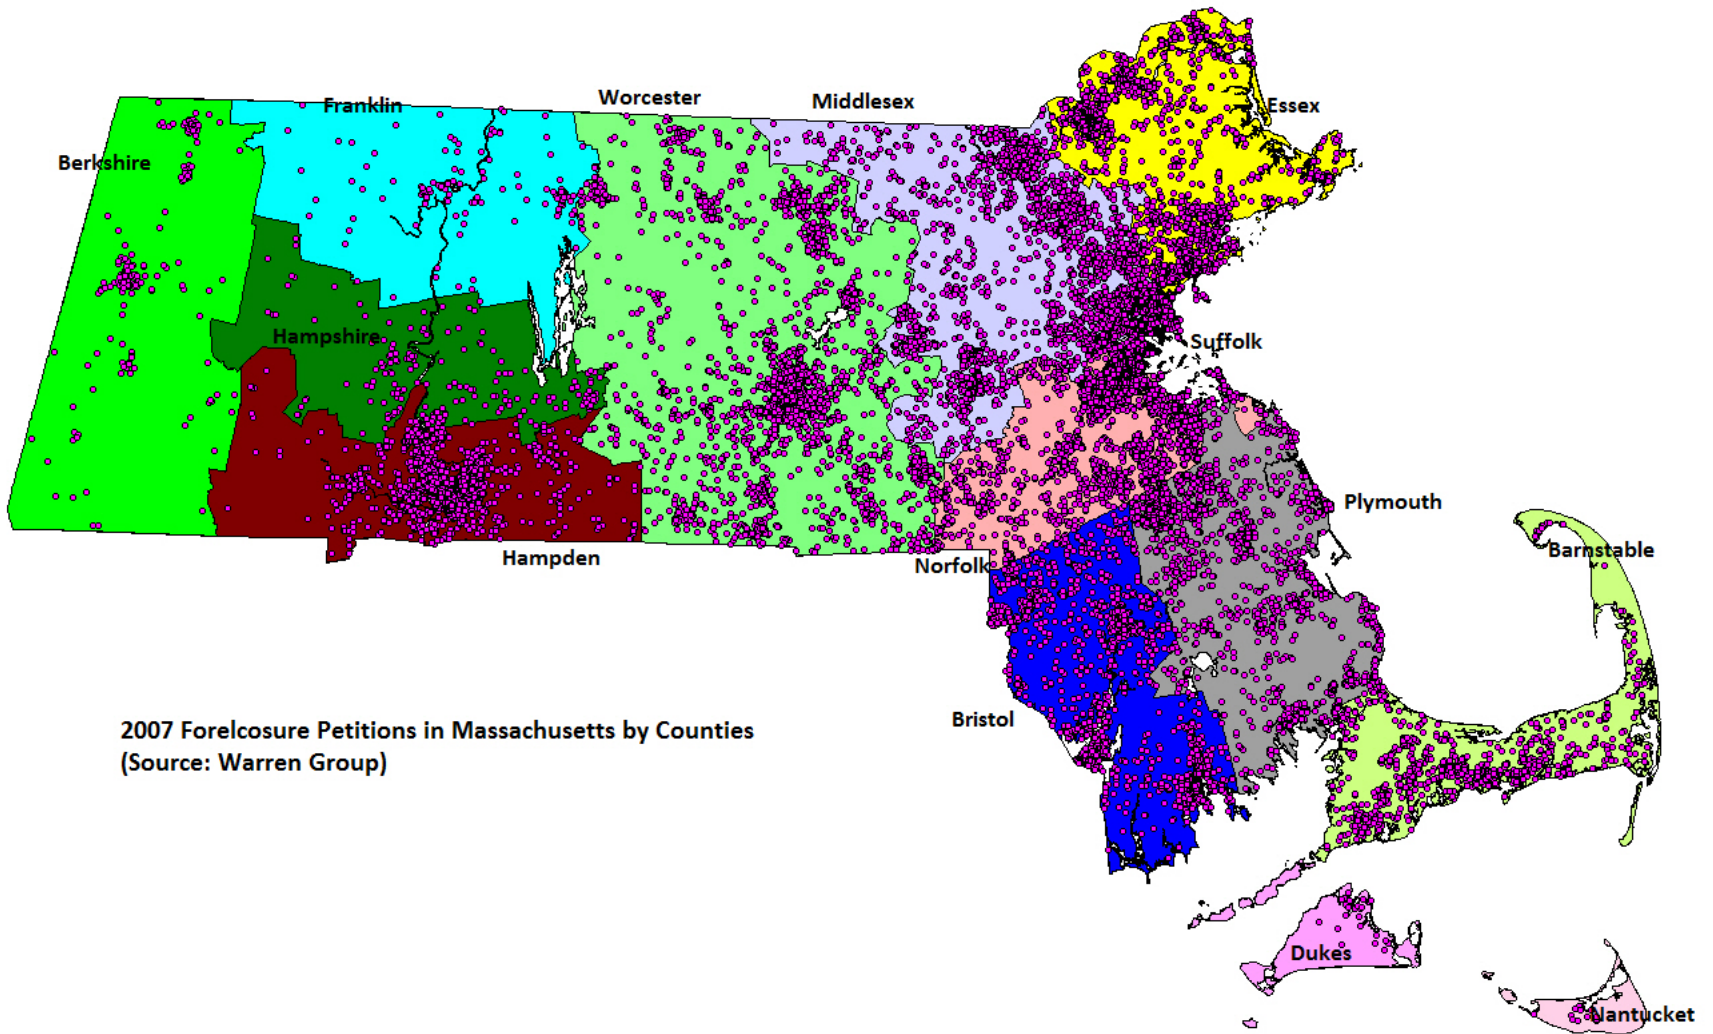 Franklin
Worcester
Middlesex
Essex
Berkshire
Hampshire
Suffolk
Plymouth
Hampden
Norfolk
Barnstable
Bristol
2007 Forelcosure Petitions in Massachusetts by Counties
(Source: Warren Group)
Dukes
Nantucket